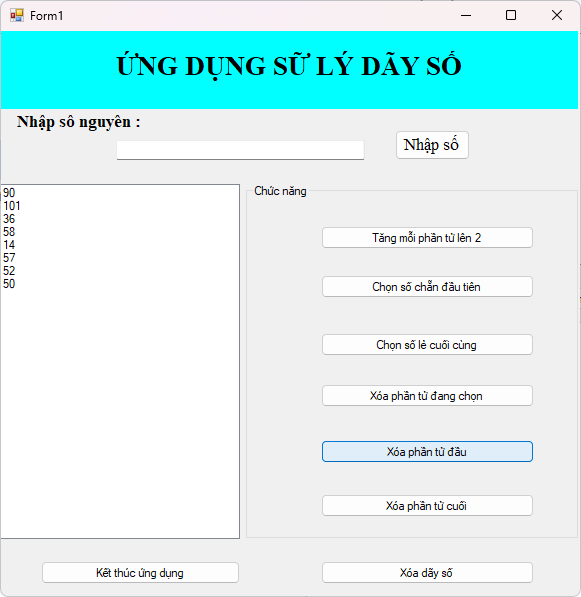 Form1
ỨNG DỤNG SỮ LÝ DÃY SỐ
Nhập sô nguyên :
Nhập số
90
101
36
58
14
57
52
50
Chức năng
Tăng mỗi phần tử lên 2
Chọn số chẵn đầu tiên
Chọn số lẻ cuối cùng
Xóa phần tử đang chọn
Xóa phần tử đầu
Xóa phần tử cuối
Kết thúc ứng dụng
Xóa dãy số